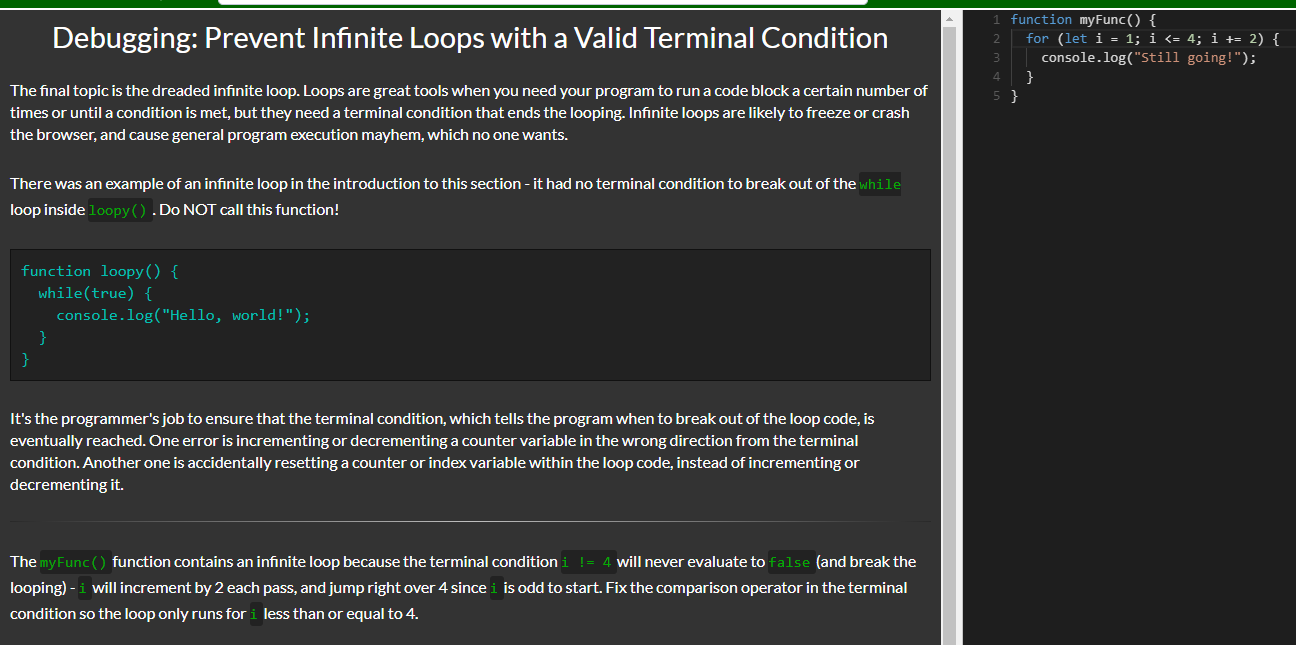 Debugging: Prevent Infinite Loops with a Valid Terminal Condition
The final topic is the dreaded infinite loop. Loops are great tools when you need your program to run a code block a certain number of
times or until a condition is met, but they need a terminal condition that ends the looping. Infinite loops are likely to freeze or crash
the browser, and cause general program execution mayhem, which no one wants.
There was an example of an infinite loop in the introduction to this section - it had no terminal condition to break out of the while
loop inside loopy() . Do NOT call this function!
function loopy() {
  while(true) {
    console.log("Hello, world!");
  }
}
It's the programmer's job to ensure that the terminal condition, which tells the program when to break out of the loop code, is
eventually reached. One error is incrementing or decrementing a counter variable in the wrong direction from the terminal
condition. Another one is accidentally resetting a counter or index variable within the loop code, instead of incrementing or
decrementing it.
The myFunc() function contains an infinite loop because the terminal condition i != 4 will never evaluate to false (and break the
looping) - i will increment by 2 each pass, and jump right over 4 since i is odd to start. Fix the comparison operator in the terminal
condition so the loop only runs for i less than or equal to 4.
1 function myFunc() {
2   for (let i = 1; i <= 4; i += 2) {
3     console.log("Still going!");
4   }
5 }